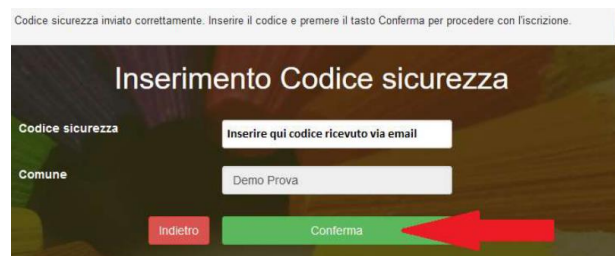 Codice sicurezza inviato correttamente. Inserire il codice e premere il tasto Conferma per procedere con l'iscrizione.
Inserimento Codice sicurezza
Codice sicurezza
Inserire qui codice ricevuto via email
Comune
Demo Prova
Indietro
Conferma